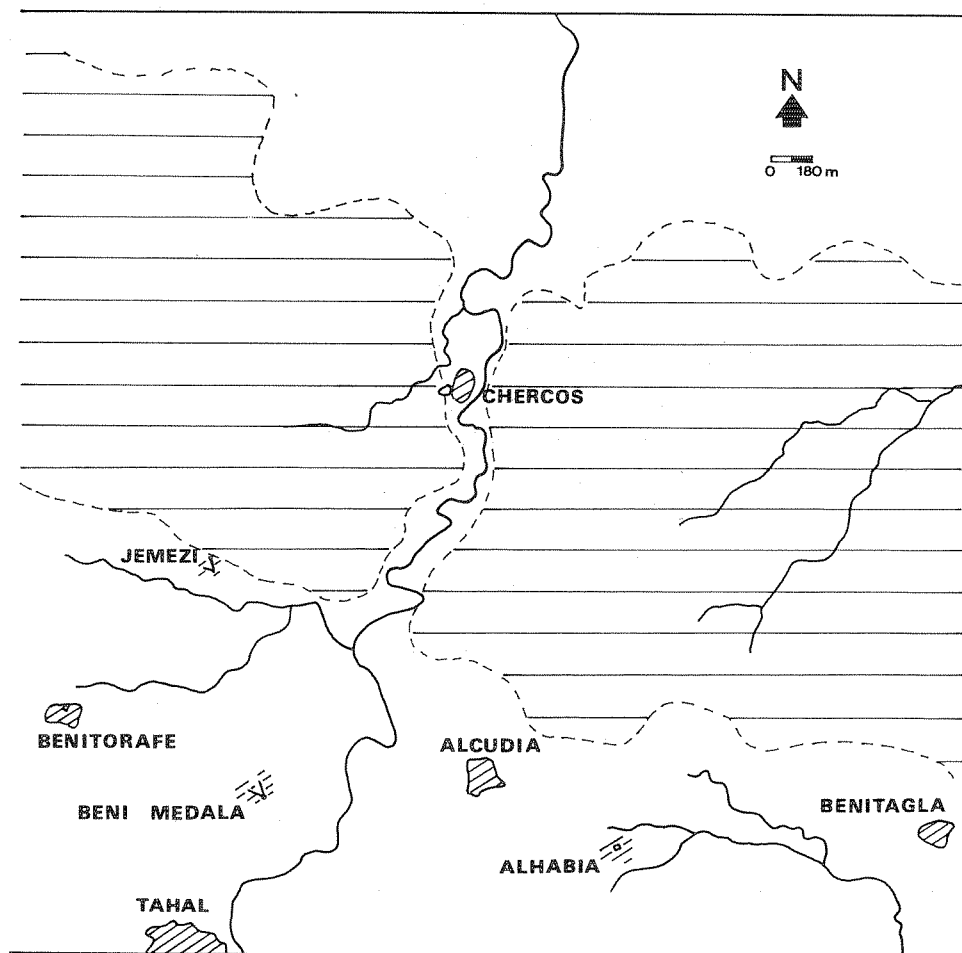 N
0 180 m
CHERCOS
JEMEZI
BENITORAFE
ALCUDIA
BENI MEDALA
BENITAGLA
ALHABIA
TAHAL